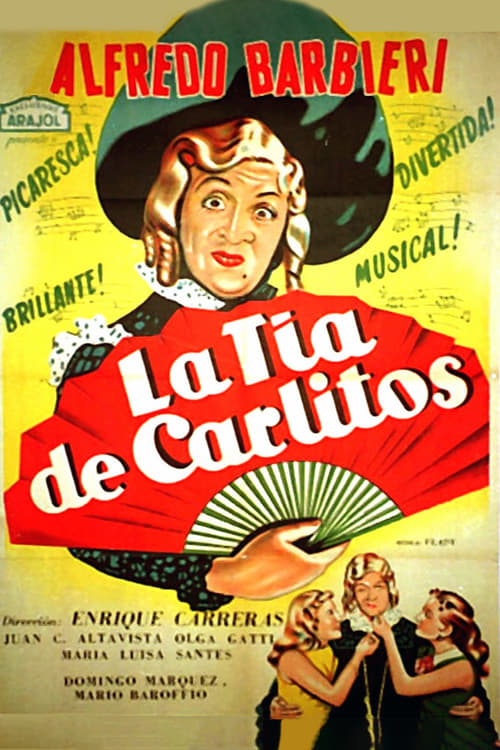 ALFREDO BARBIERI
ARAJOL
PICARESCA!
DIVERTIDA!
BRILLANTE!
MUSICAL!
LA TÍA
de CARLITOS
Dirección: ENRIQUE CARRERAS
JUAN C. ALTAVISTA OLGA GATTI
MARIA LUISA SANTES
DOMINGO MARQUEZ,
MARIO BAROFFIO